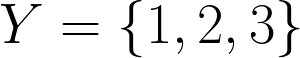 Y = {1, 2, 3}